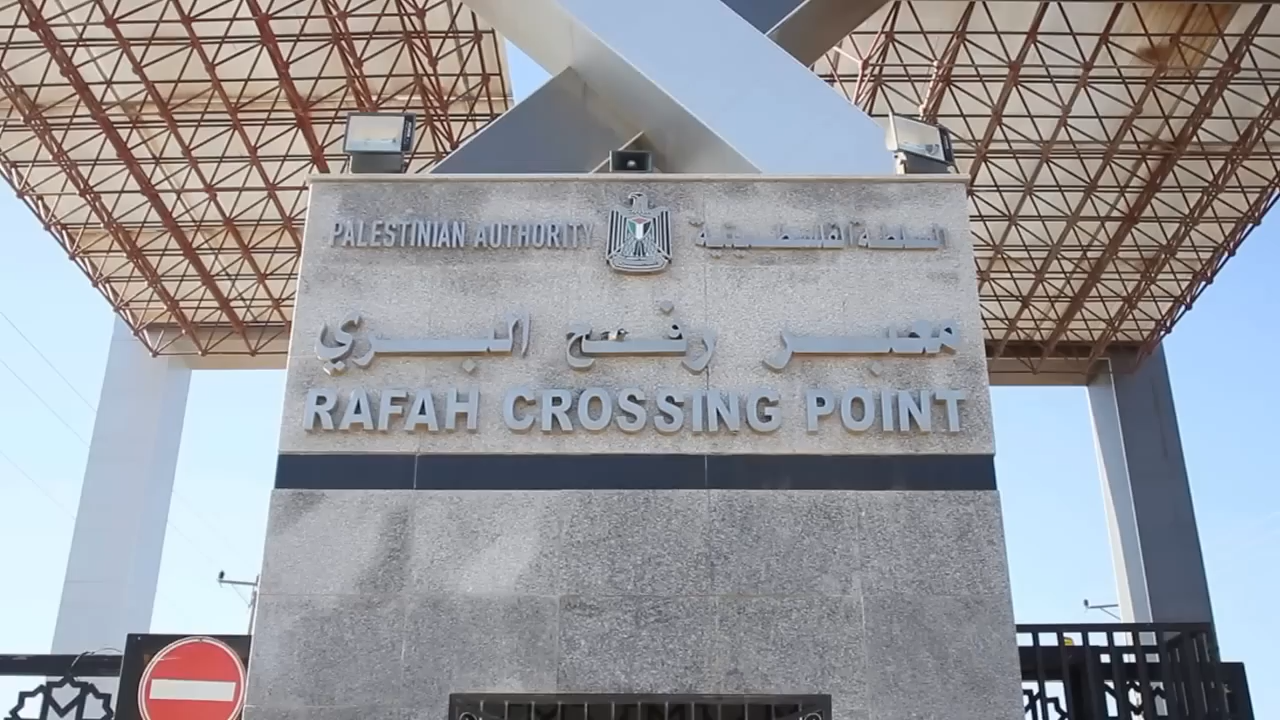 PALESTINIAN AUTHORITY السلطة الفلسطينية
معبر رفح البري
RAFAH CROSSING POINT